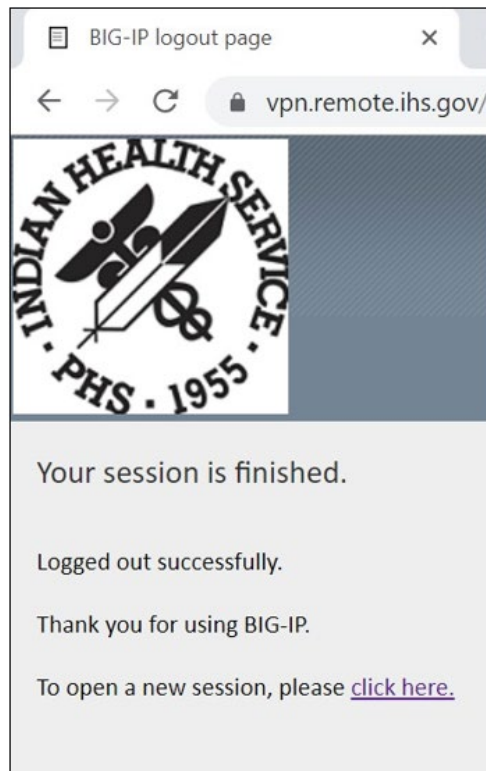 BIG-IP logout page
vpn.remote.ihs.gov/
INDIAN HEALTH SERVICE · PHS · 1955 ·
Your session is finished.
Logged out successfully.
Thank you for using BIG-IP.
To open a new session, please click here.